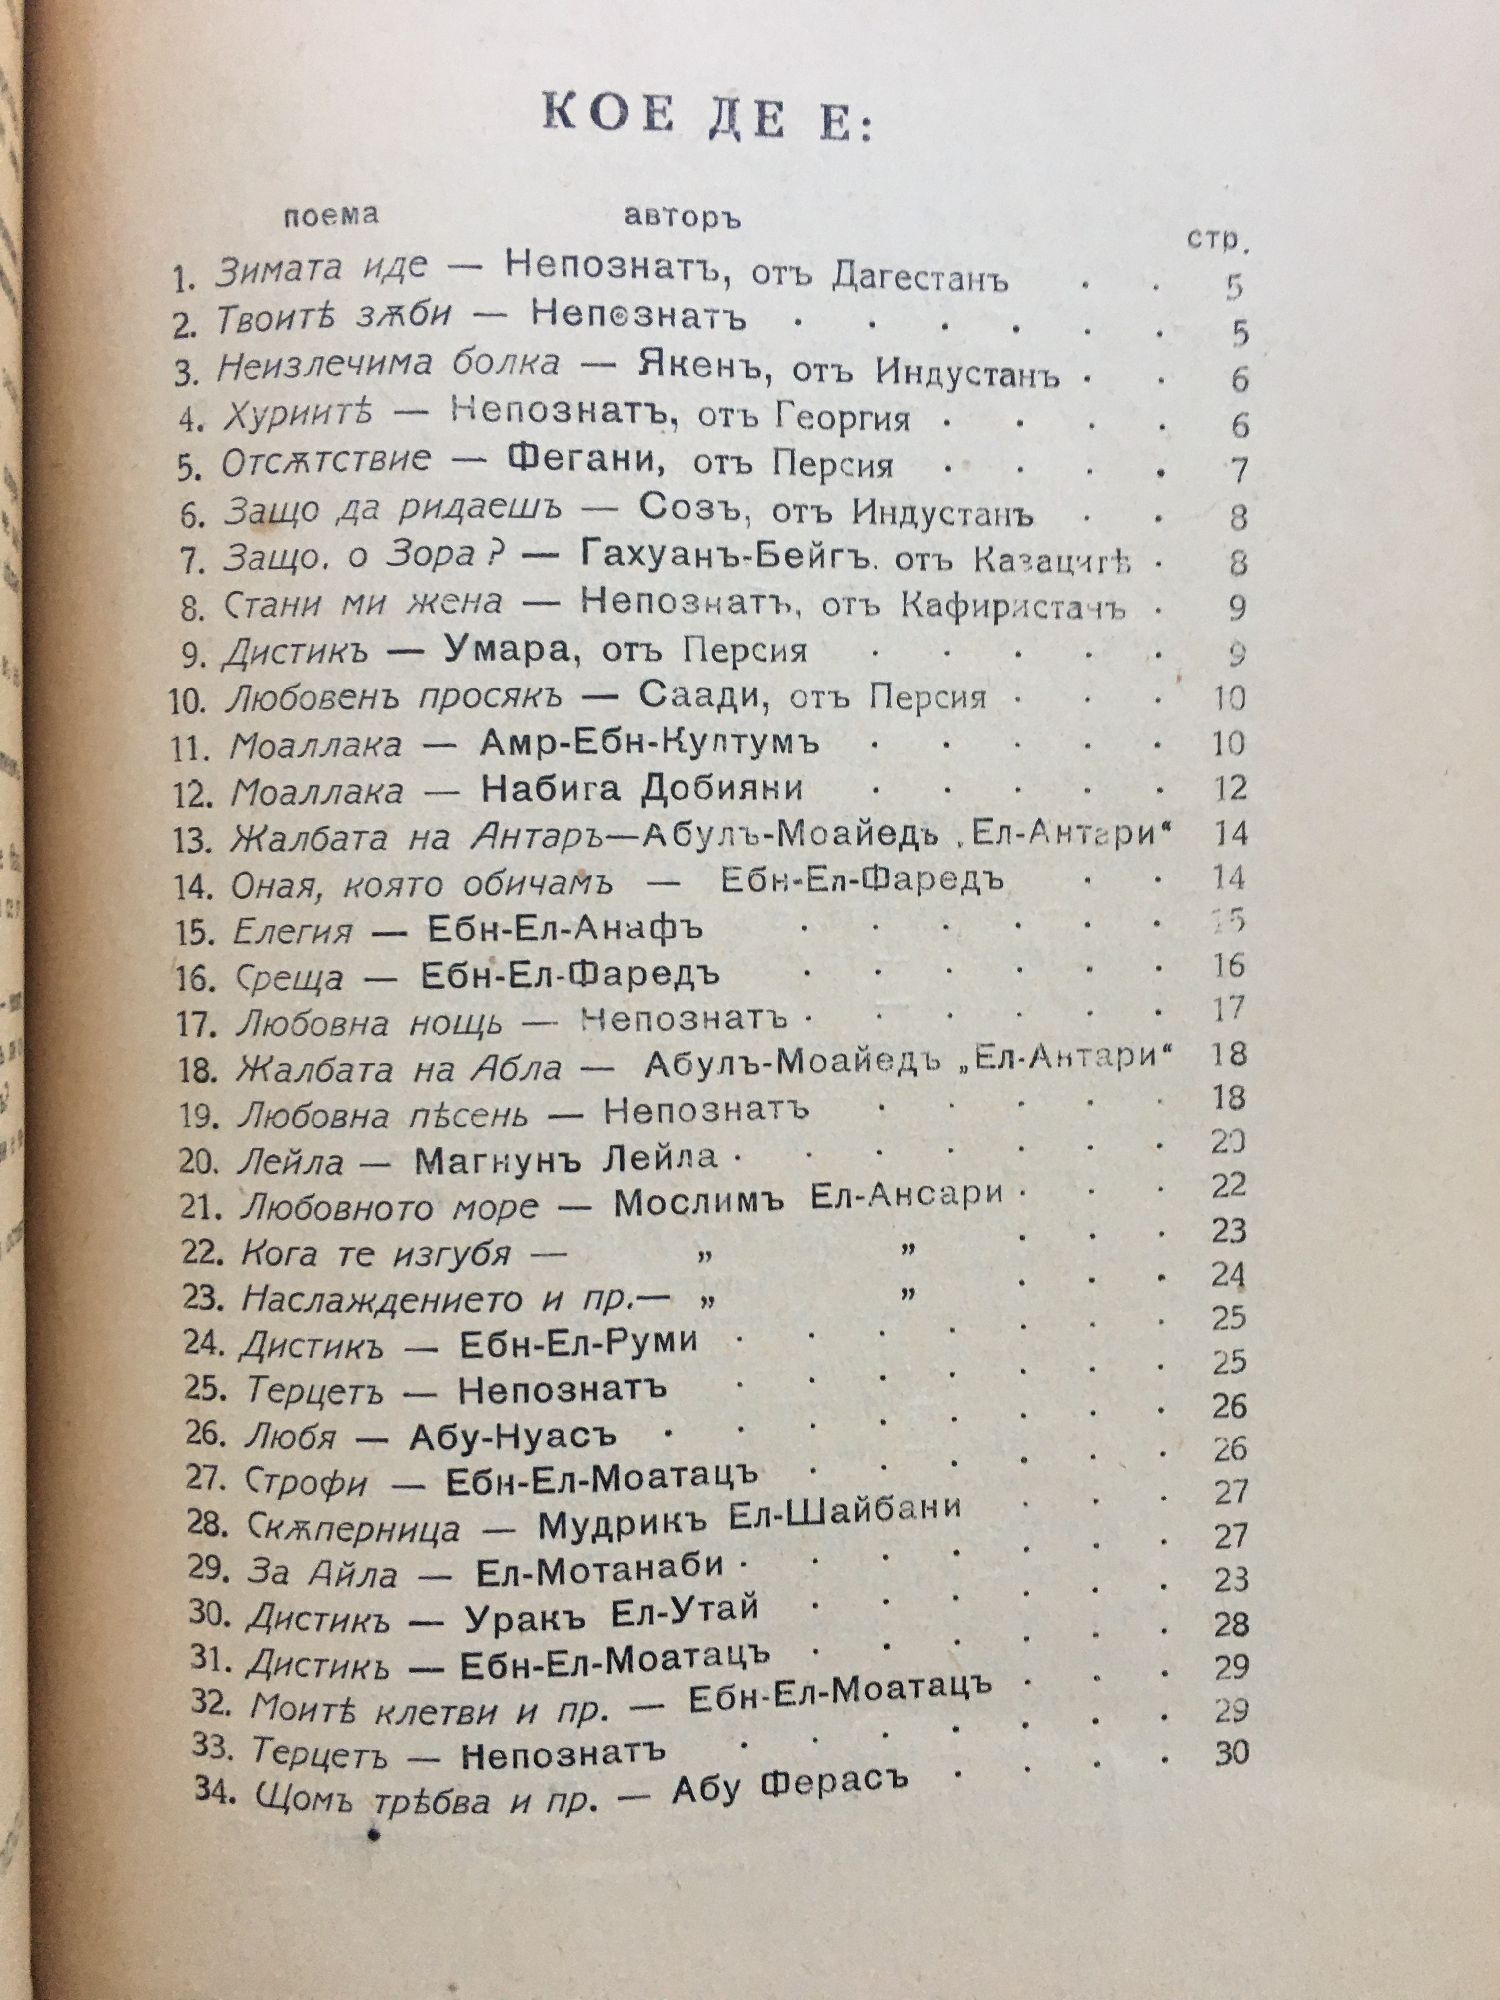 КОЕ ДЕ Е:
поема авторъ стр.
1. Зимата иде — Непознатъ, отъ Дагестанъ . . 5
2. Твоитѣ зѫби — Непознатъ . . . . . . 5
3. Неизлечима болка — Якенъ, отъ Индустанъ . . 6
4. Хуриитѣ — Непознатъ, отъ Георгия . . . . 6
5. Отсѫтствие — Фегани, отъ Персия . . . . 7
6. Защо да ридаешъ — Созъ, отъ Индустанъ . . 8
7. Защо, о Зора? — Гахуанъ-Бейгъ. отъ Казацитѣ . 8
8. Стани ми жена — Непознатъ, отъ Кафиристанъ . 9
9. Дистикъ — Умара, отъ Персия . . . . . 9
10. Любовенъ просякъ — Саади, отъ Персия . . . 10
11. Моаллака — Амр-Ебн-Култумъ . . . . . 10
12. Моаллака — Набига Добияни . . . . . 12
13. Жалбата на Антаръ—Абулъ-Моайедъ „Ел-Антари“ 14
14. Оная, която обичамъ — Ебн-Ел-Фаредъ . . 14
15. Елегия — Ебн-Ел-Анафъ . . . . . . 15
16. Среща — Ебн-Ел-Фаредъ . . . . . . 16
17. Любовна нощь — Непознатъ . . . . . . 17
18. Жалбата на Абла — Абулъ-Моайедъ „Ел-Антари“ 18
19. Любовна пѣсень — Непознатъ . . . . . 18
20. Лейла — Магнунъ Лейла . . . . . . . 20
21. Любовното море — Мослимъ Ел-Ансари . . . 22
22. Кога те изгубя — „ „ . . . 23
23. Наслаждението и пр.— „ „ . . . 24
24. Дистикъ — Ебн-Ел-Руми . . . . . . . 25
25. Терцетъ — Непознатъ . . . . . . . 25
26. Любя — Абу-Нуасъ . . . . . . . . 26
27. Строфи — Ебн-Ел-Моатацъ . . . . . . 26
28. Скѫперница — Мудрикъ Ел-Шайбани . . . 27
29. За Айла — Ел-Мотанаби . . . . . . . 27
30. Дистикъ — Уракъ Ел-Утай . . . . . . 23
31. Дистикъ — Ебн-Ел-Моатацъ . . . . . . 28
32. Моитѣ клетви и пр. — Ебн-Ел-Моатацъ . . . 29
33. Терцетъ — Непознатъ . . . . . . . 29
34. Щомъ трѣбва и пр. — Абу Ферасъ . . . . 30